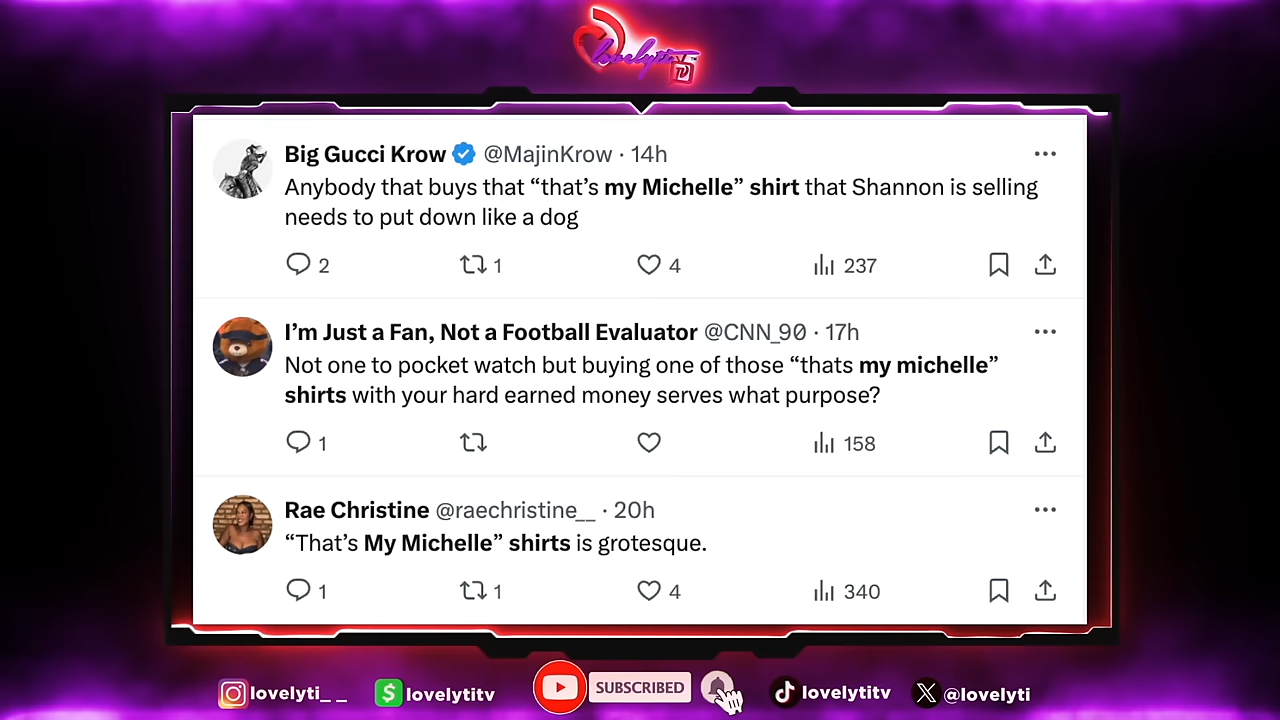 lovelytitv
Big Gucci Krow @MajinKrow · 14h
Anybody that buys that “that’s my Michelle” shirt that Shannon is selling
needs to put down like a dog
2 1 4 237
I’m Just a Fan, Not a Football Evaluator @CNN_90 · 17h
Not one to pocket watch but buying one of those “thats my michelle”
shirts with your hard earned money serves what purpose?
1 158
Rae Christine @raechristine__ · 20h
“That’s My Michelle” shirts is grotesque.
1 1 4 340
lovelyti_ _ lovelytitv SUBSCRIBED lovelytitv @lovelyti